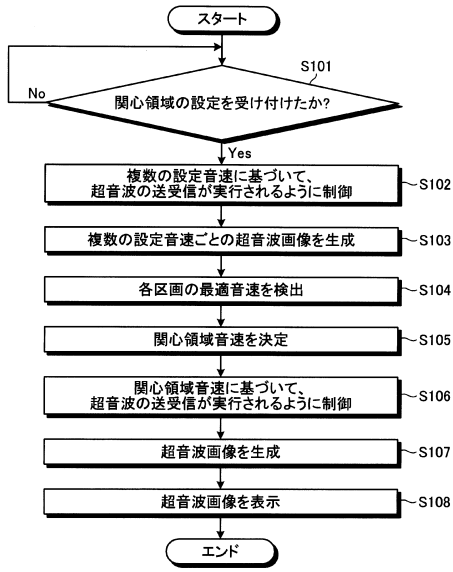 スタート
S101
関心領域の設定を受け付けたか?
No
Yes
複数の設定音速に基づいて、
超音波の送受信が実行されるように制御
S102
複数の設定音速ごとの超音波画像を生成
S103
各区画の最適音速を検出
S104
関心領域音速を決定
S105
関心領域音速に基づいて、
超音波の送受信が実行されるように制御
S106
超音波画像を生成
S107
超音波画像を表示
S108
エンド